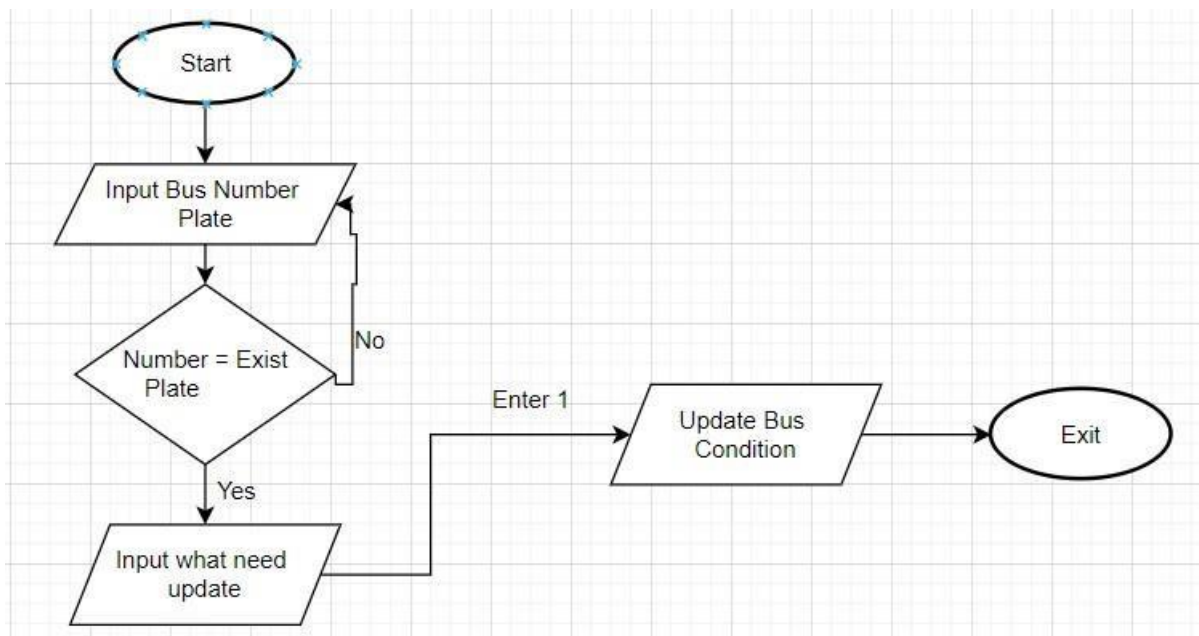 Start
Input Bus Number
Plate
Number = Exist
Plate
No
Yes
Input what need
update
Enter 1
Update Bus
Condition
Exit